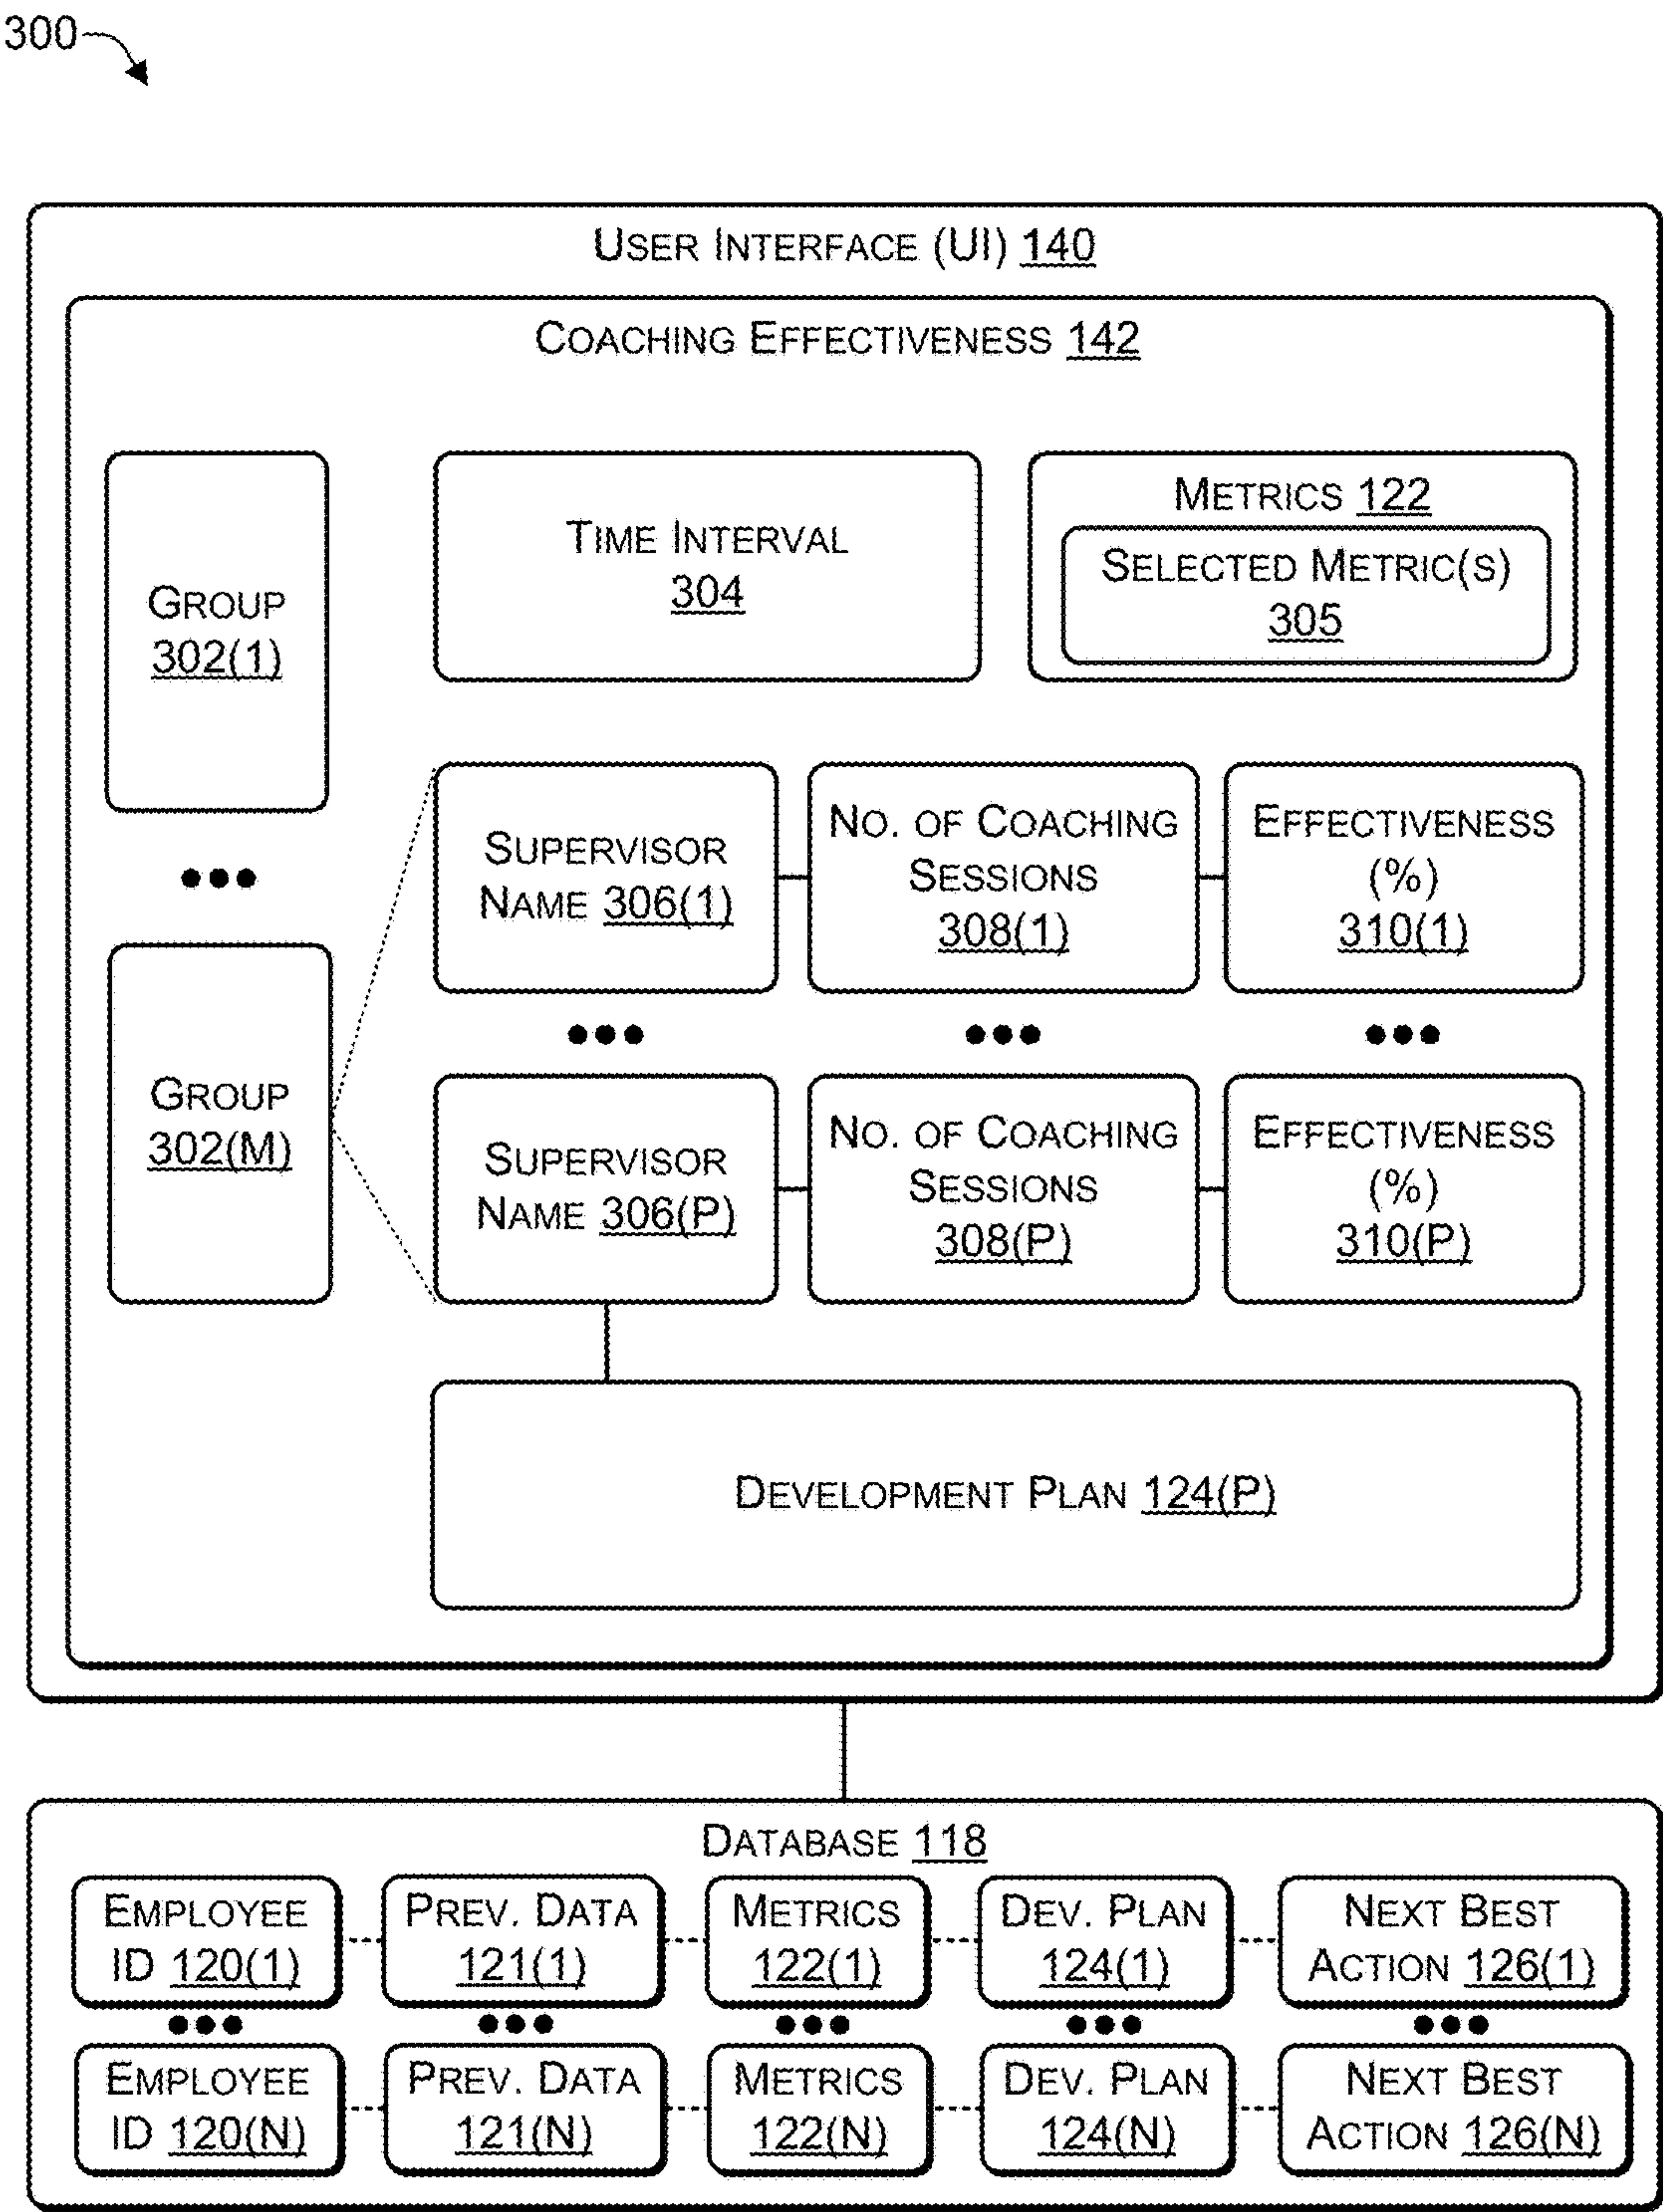 300
USER INTERFACE (UI) 140
COACHING EFFECTIVENESS 142
GROUP
302(1)
TIME INTERVAL
304
METRICS 122
SELECTED METRIC(S)
305
SUPERVISOR
NAME 306(1)
NO. OF COACHING
SESSIONS
308(1)
EFFECTIVENESS
(%)
310(1)
GROUP
302(M)
SUPERVISOR
NAME 306(P)
NO. OF COACHING
SESSIONS
308(P)
EFFECTIVENESS
(%)
310(P)
DEVELOPMENT PLAN 124(P)
DATABASE 118
EMPLOYEE
ID 120(1)
PREV. DATA
121(1)
METRICS
122(1)
DEV. PLAN
124(1)
NEXT BEST
ACTION 126(1)
EMPLOYEE
ID 120(N)
PREV. DATA
121(N)
METRICS
122(N)
DEV. PLAN
124(N)
NEXT BEST
ACTION 126(N)